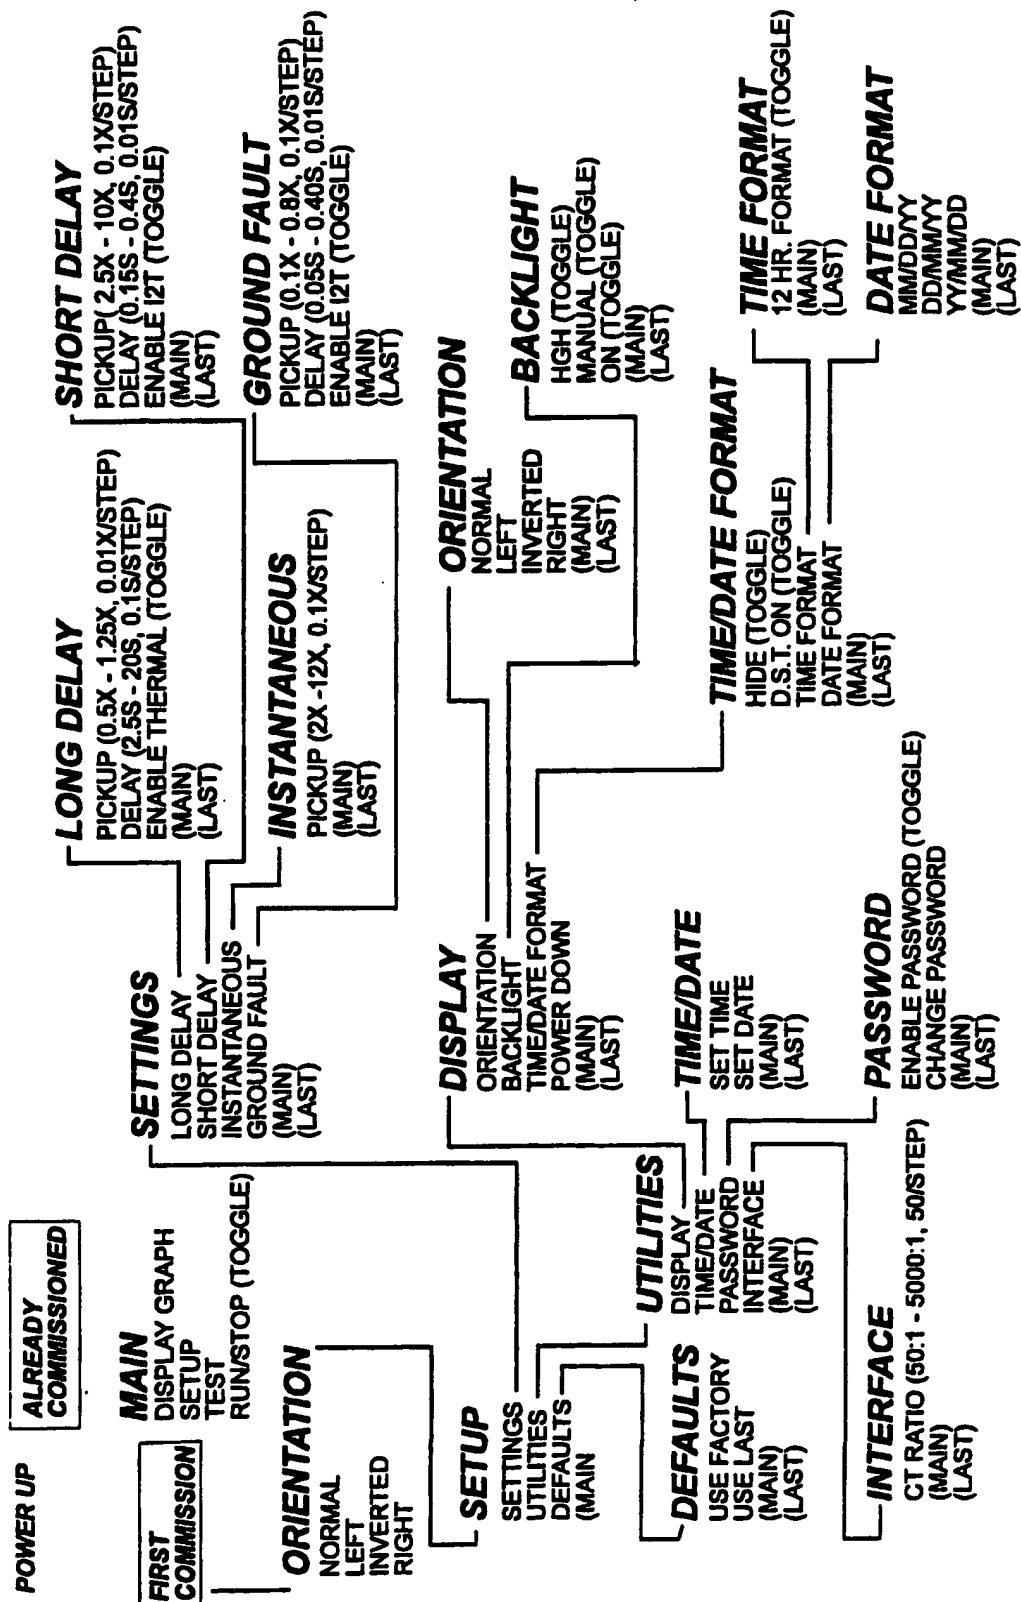 POWER UP
ALREADY
COMMISSIONED
FIRST
COMMISSION
MAIN
DISPLAY GRAPH
SETUP
TEST
RUN/STOP (TOGGLE)
ORIENTATION
NORMAL
LEFT
INVERTED
RIGHT
SETUP
SETTINGS
UTILITIES
DEFAULTS
(MAIN
DEFAULTS
USE FACTORY
USE LAST
(MAIN)
(LAST)
INTERFACE
CT RATIO (50:1 - 5000:1, 50/STEP)
(MAIN)
(LAST)
SETTINGS
LONG DELAY
SHORT DELAY
INSTANTANEOUS
GROUND FAULT
(MAIN)
(LAST)
UTILITIES
DISPLAY
TIME/DATE
PASSWORD
INTERFACE
(MAIN)
(LAST)
DISPLAY
ORIENTATION
BACKLIGHT
TIME/DATE FORMAT
POWER DOWN
(MAIN)
(LAST)
TIME/DATE
SET TIME
SET DATE
(MAIN)
(LAST)
PASSWORD
ENABLE PASSWORD (TOGGLE)
CHANGE PASSWORD
(MAIN)
(LAST)
LONG DELAY
PICKUP (0.5X - 1.25X, 0.01X/STEP)
DELAY (2.5S - 20S, 0.1S/STEP)
ENABLE THERMAL (TOGGLE)
(MAIN)
(LAST)
INSTANTANEOUS
PICKUP (2X -12X, 0.1X/STEP)
(MAIN)
(LAST)
SHORT DELAY
PICKUP( 2.5X - 10X, 0.1X/STEP)
DELAY (0.15S - 0.4S, 0.01S/STEP)
ENABLE I2T (TOGGLE)
(MAIN)
(LAST)
GROUND FAULT
PICKUP (0.1X - 0.8X, 0.1X/STEP)
DELAY (0.05S - 0.40S, 0.01S/STEP)
ENABLE I2T (TOGGLE)
(MAIN)
(LAST)
ORIENTATION
NORMAL
LEFT
INVERTED
RIGHT
(MAIN)
(LAST)
BACKLIGHT
HGH (TOGGLE)
MANUAL (TOGGLE)
ON (TOGGLE)
(MAIN)
(LAST)
TIME/DATE FORMAT
HIDE (TOGGLE)
D.S.T. ON (TOGGLE)
TIME FORMAT
DATE FORMAT
(MAIN)
(LAST)
TIME FORMAT
12 HR. FORMAT (TOGGLE)
(MAIN)
(LAST)
DATE FORMAT
MM/DD/YY
DD/MM/YY
YY/MM/DD
(MAIN)
(LAST)